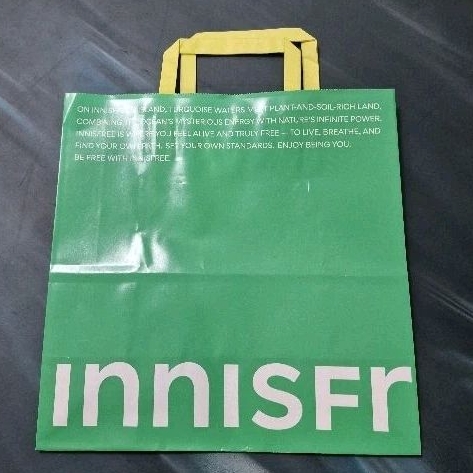 ON INNISFREE ISLAND, TURQUOISE WATERS MEET PLANT-AND-SOIL-RICH LAND,
COMBINING THE OCEAN'S MYSTERIOUS ENERGY WITH NATURE'S INFINITE POWER.
INNISFREE IS WHERE YOU FEEL ALIVE AND TRULY FREE – TO LIVE, BREATHE, AND
FIND YOUR OWN PATH. SET YOUR OWN STANDARDS. ENJOY BEING YOU.
BE FREE WITH INNISFREE.
INNISFr